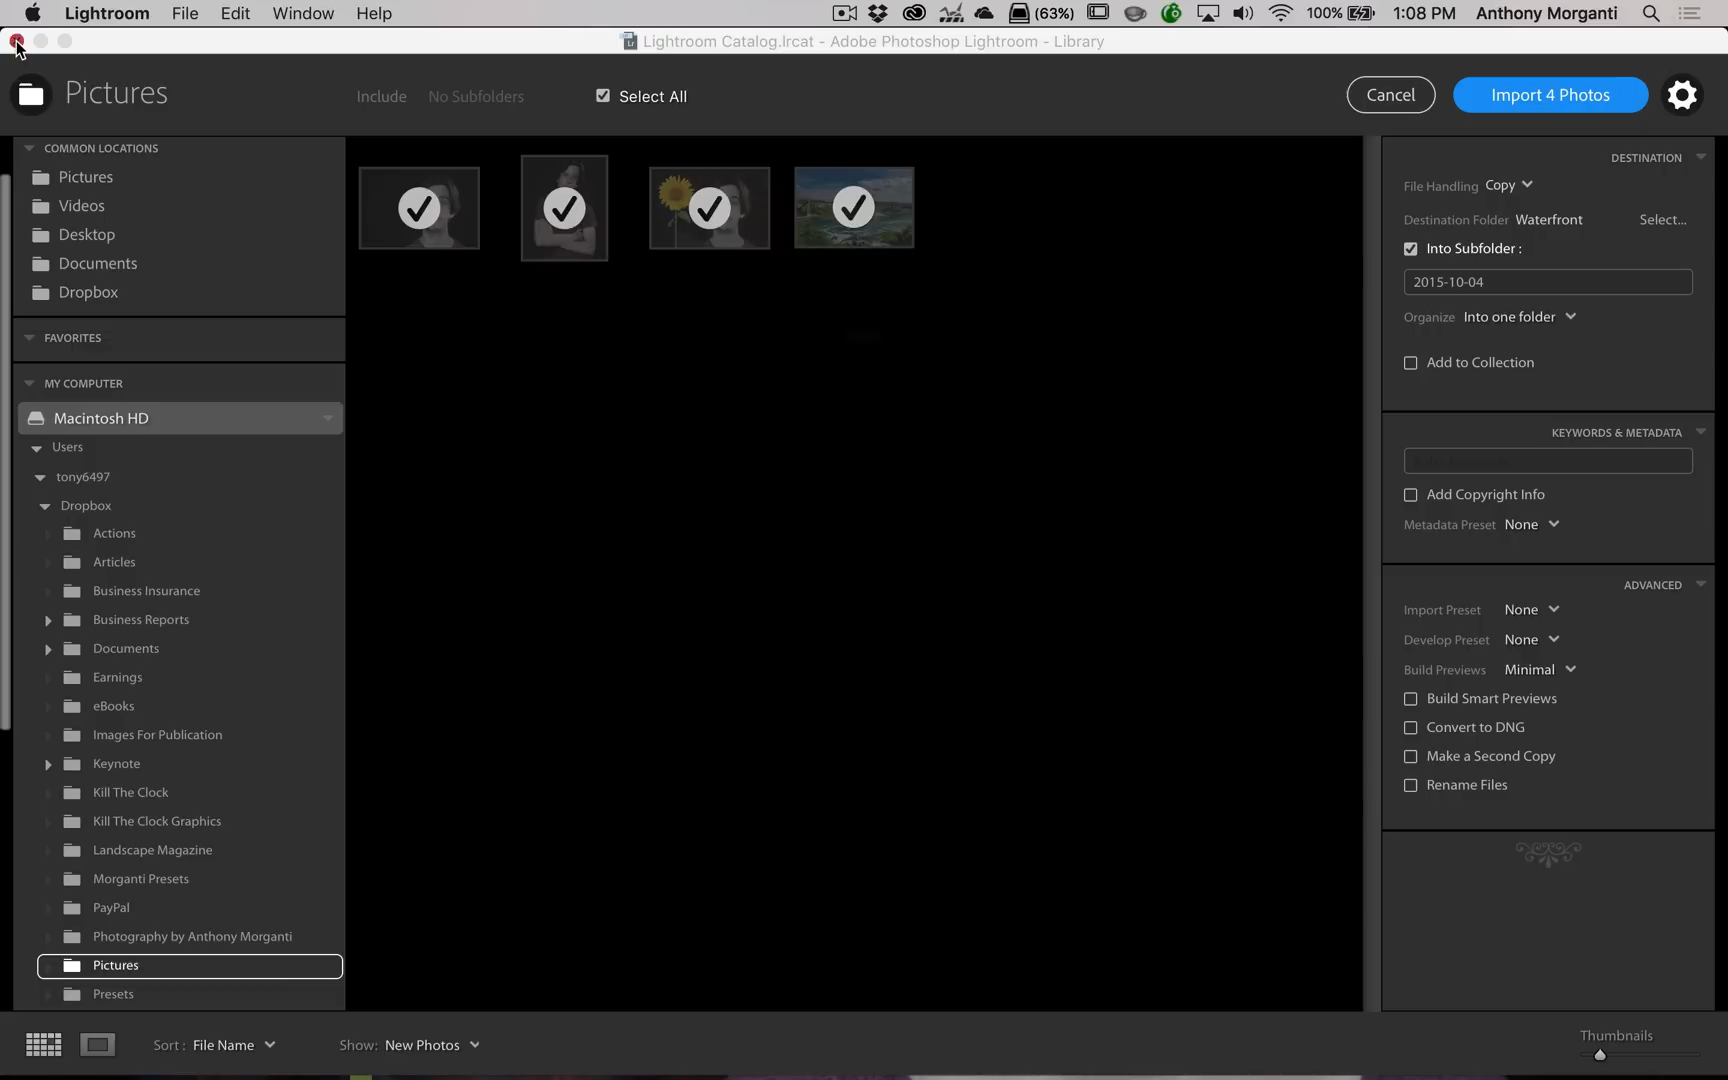 Lightroom File Edit Window Help (63%) 100% 1:08 PM Anthony Morganti
Lightroom Catalog.lrcat - Adobe Photoshop Lightroom - Library
Pictures Include No Subfolders Select All Cancel Import 4 Photos
COMMON LOCATIONS
Pictures
Videos
Desktop
Documents
Dropbox
FAVORITES
MY COMPUTER
Macintosh HD
Users
tony6497
Dropbox
Actions
Articles
Business Insurance
Business Reports
Documents
Earnings
eBooks
Images For Publication
Keynote
Kill The Clock
Kill The Clock Graphics
Landscape Magazine
Morganti Presets
PayPal
Photography by Anthony Morganti
Pictures
Presets
DESTINATION
File Handling Copy
Destination Folder Waterfront Select...
Into Subfolder :
2015-10-04
Organize Into one folder
Add to Collection
KEYWORDS & METADATA
Add Copyright Info
Metadata Preset None
ADVANCED
Import Preset None
Develop Preset None
Build Previews Minimal
Build Smart Previews
Convert to DNG
Make a Second Copy
Rename Files
Sort : File Name Show: New Photos Thumbnails